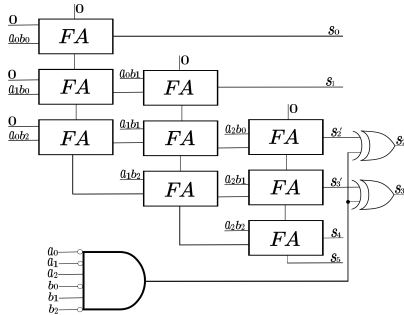 0
0
a₀b₀ FA s₀
0
0 a₀b₁
a₁b₀ FA FA s₁
0
0 a₁b₁ a₂b₀
a₀b₂ FA FA FA s₂′ s₂
a₁b₂ a₂b₁
FA FA s₃′ s₃
a₂b₂ FA s₄
s₅
a₀
a₁
a₂
b₀
b₁
b₂